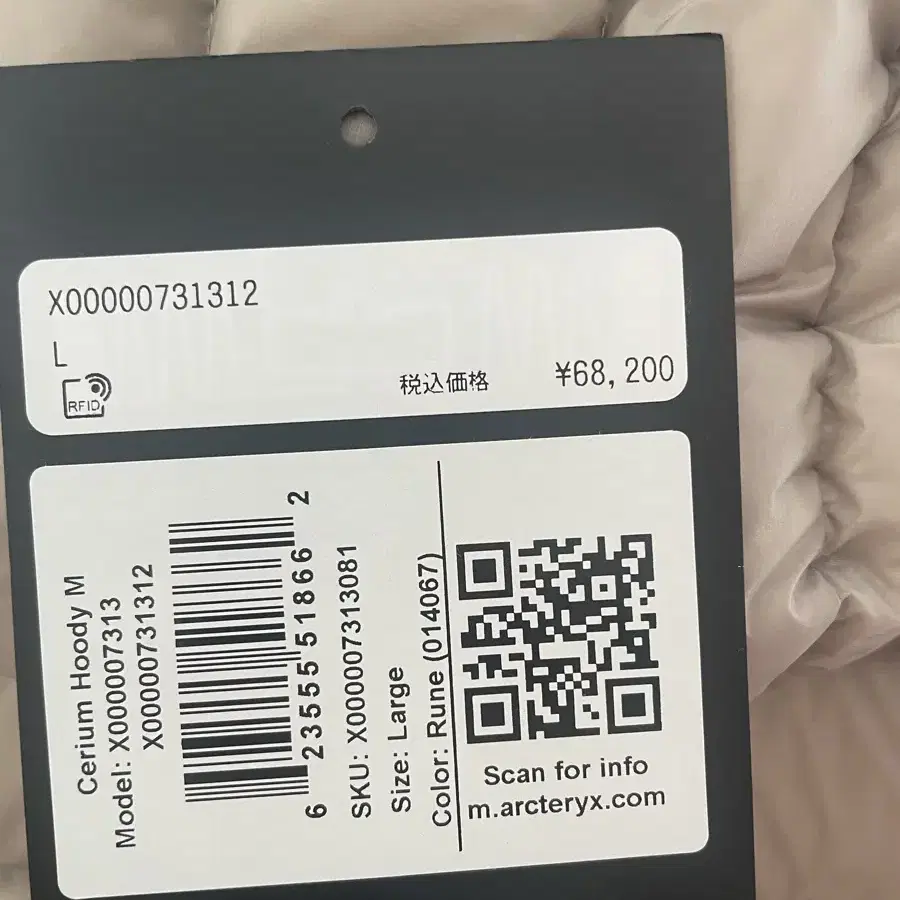 X00000731312
L
RFID
税込価格 ¥68,200
Cerium Hoody M
Model: X000007313
X00000731312
6 23555 51866 2
SKU: X000007313081
Size: Large
Color: Rune (014067)
Scan for info
m.arcteryx.com